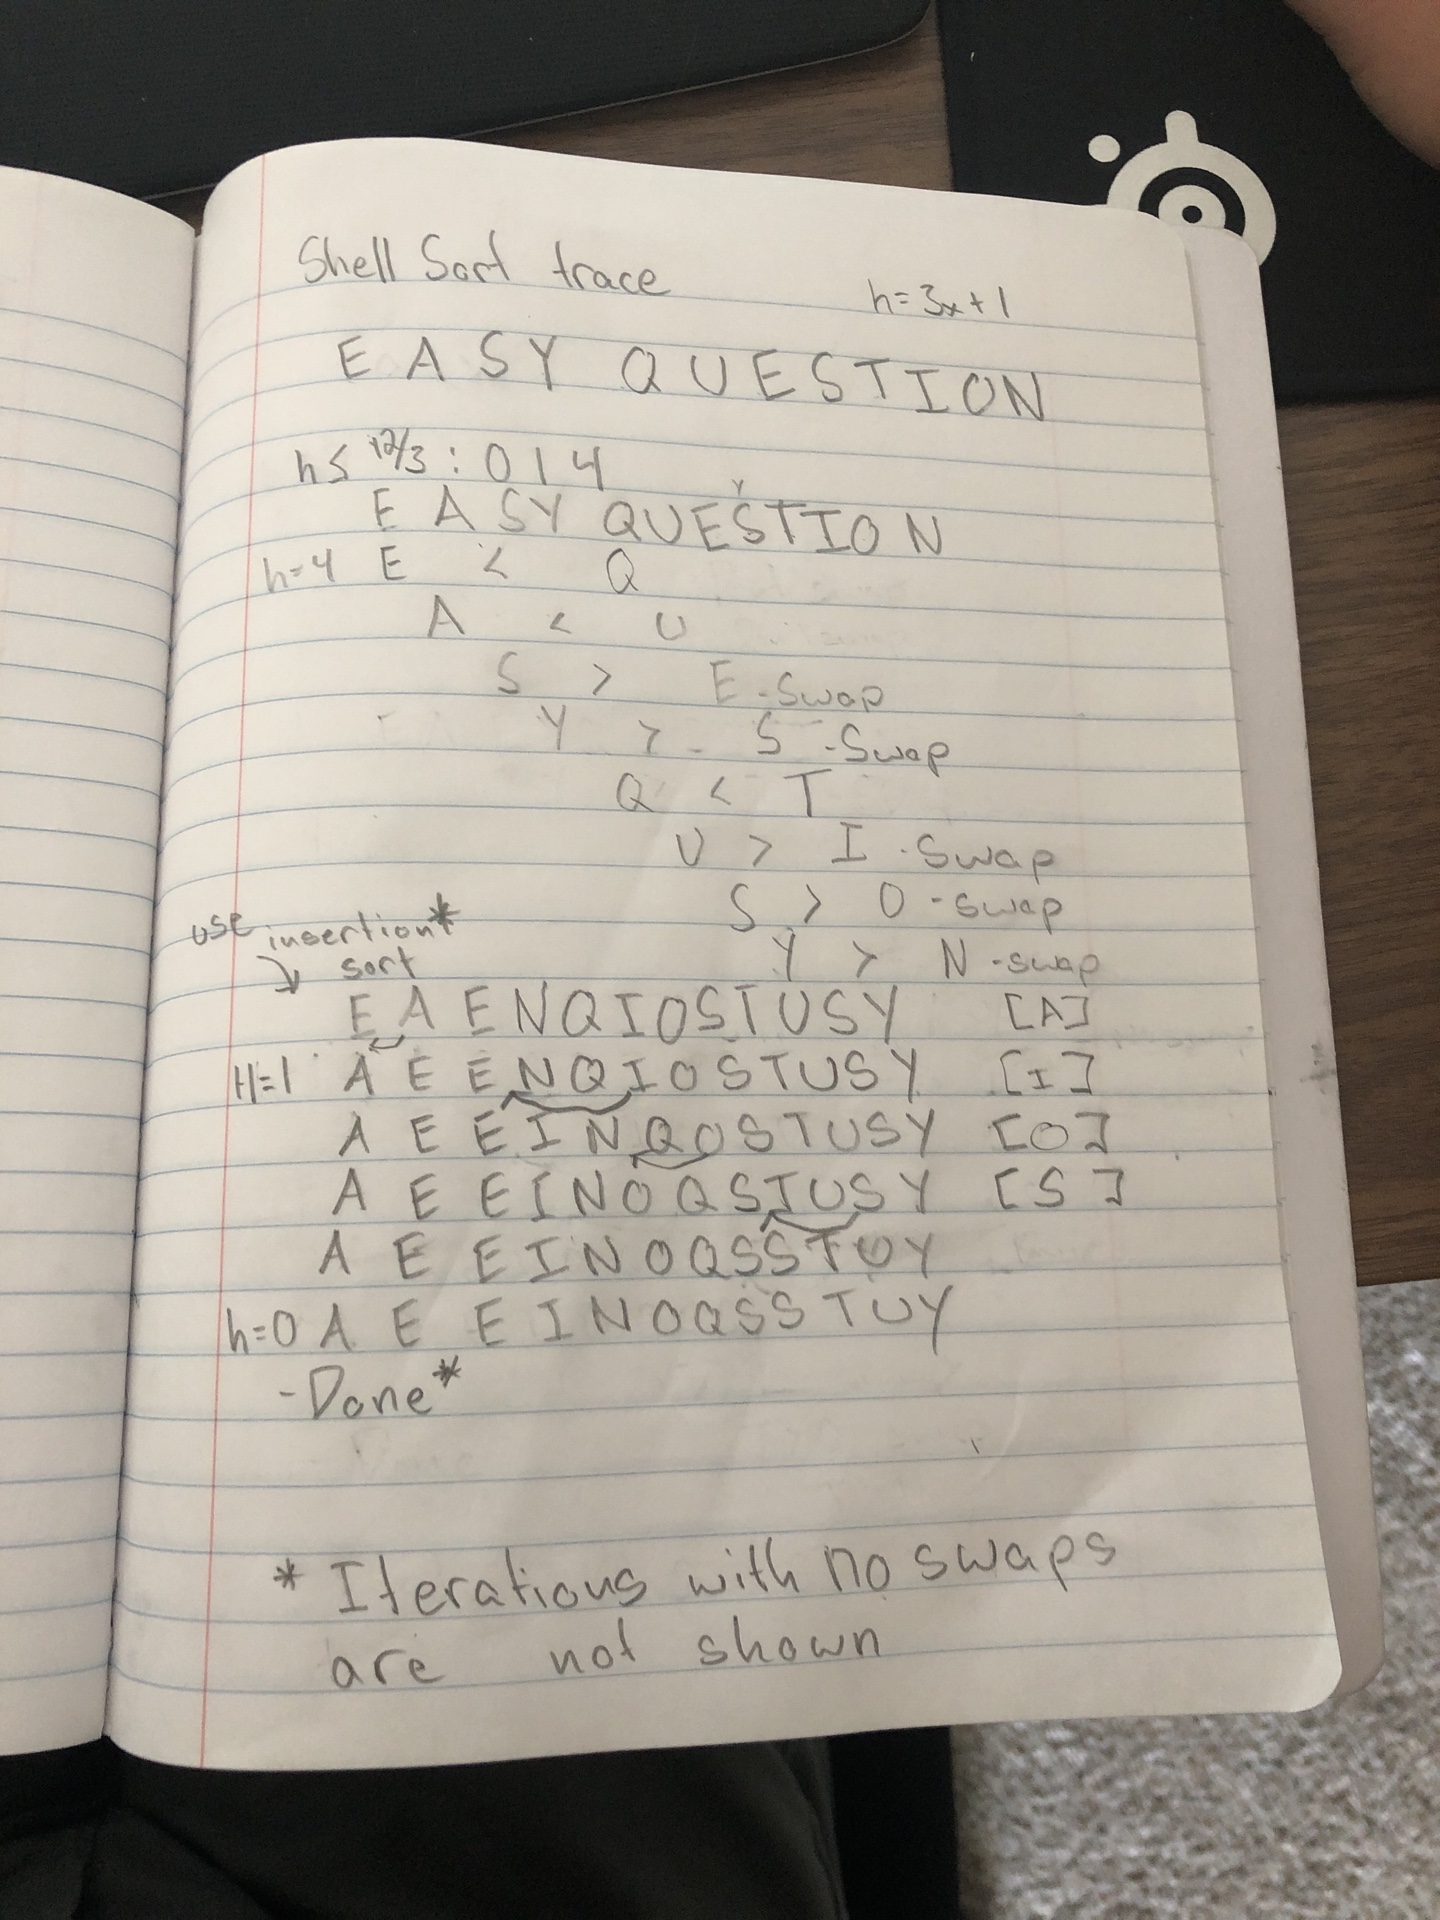 Shell Sort trace
h=3x+1
E A S Y Q U E S T I O N
h≤ 12/3 : 0 1 4
Y
E A S Y Q U E S T I O N
h=4 E < Q
A < U
S > E - Swap
Y > S - Swap
Q < T
U > I - Swap
S > O - swap
Y > N - swap
use insertion*
sort
E A E N Q I O S T U S Y [A]
H=1 A E E N Q I O S T U S Y [I]
A E E I N Q O S T U S Y [O]
A E E I N O Q S T U S Y [S]
A E E I N O Q S S T U Y
h=0 A E E I N O Q S S T U Y
- Done*
* Iterations with no swaps
are not shown